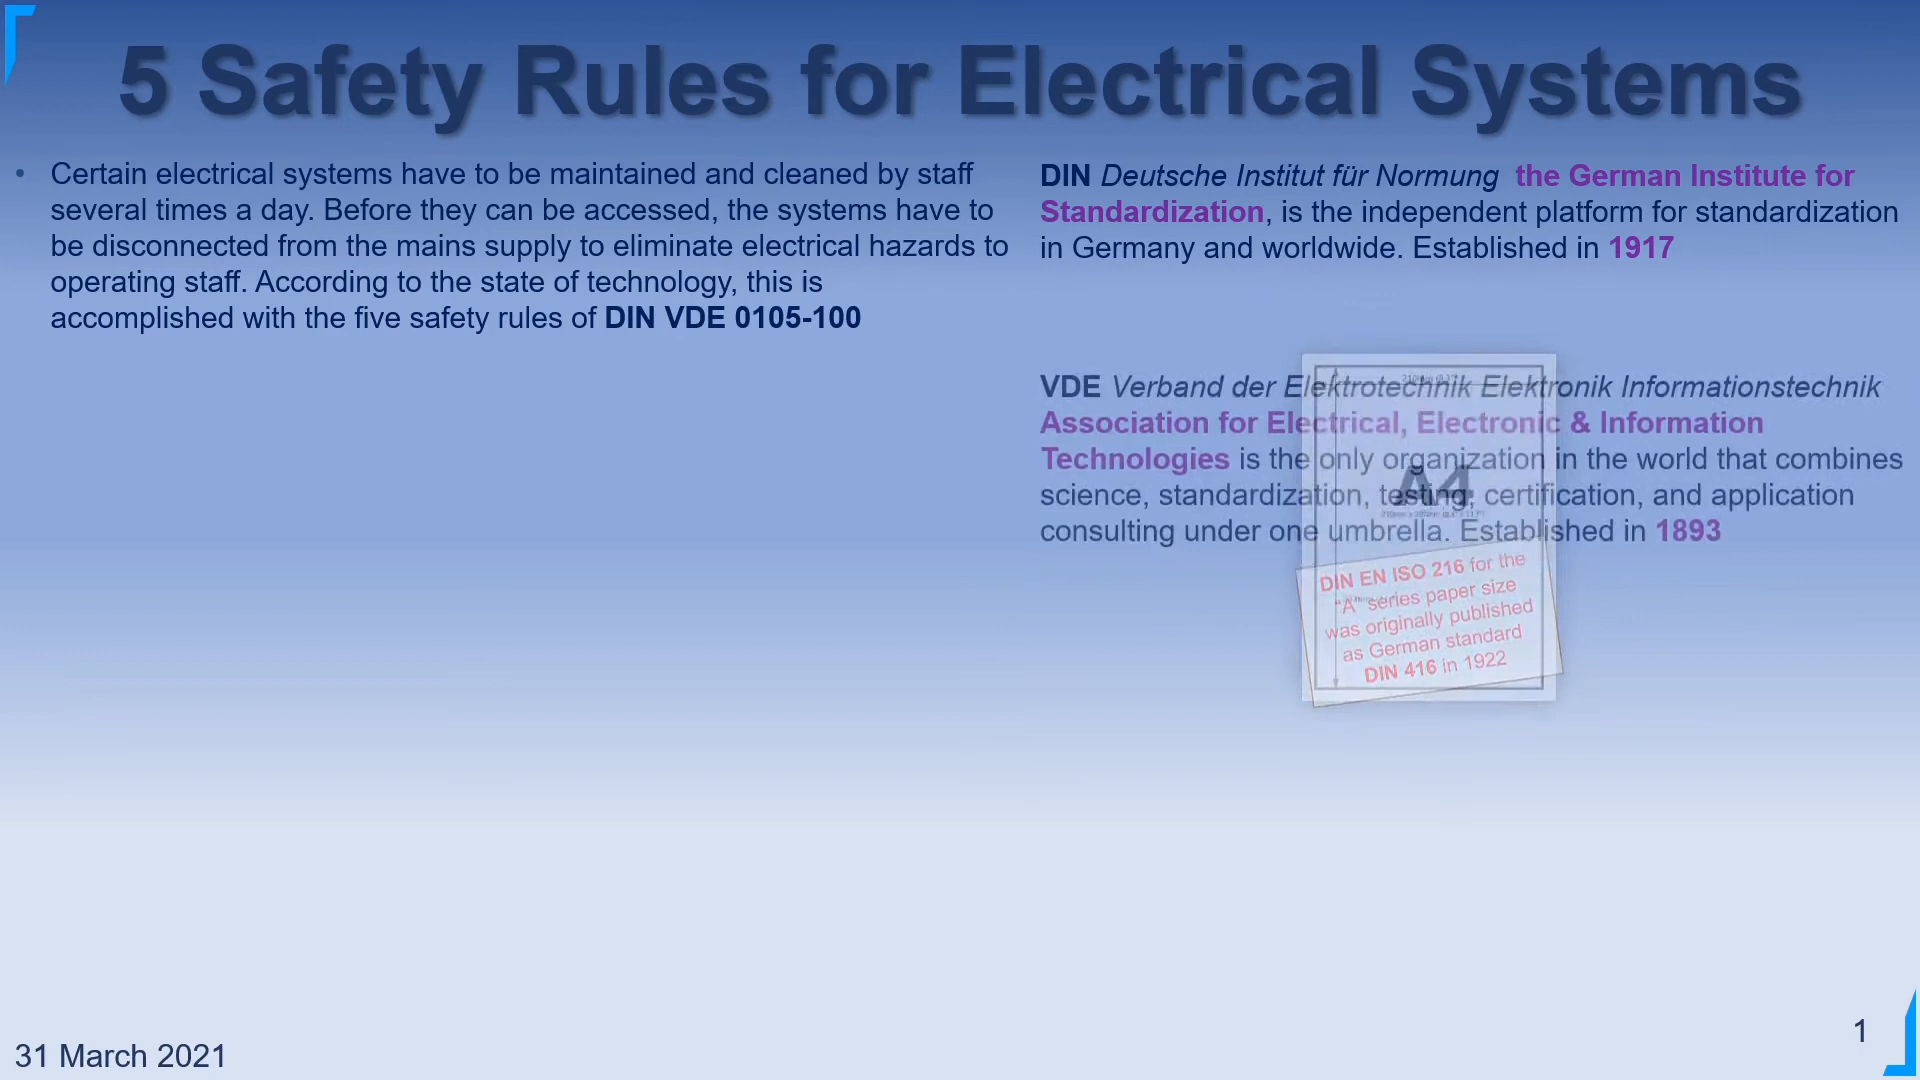 5 Safety Rules for Electrical Systems
• Certain electrical systems have to be maintained and cleaned by staff
several times a day. Before they can be accessed, the systems have to
be disconnected from the mains supply to eliminate electrical hazards to
operating staff. According to the state of technology, this is
accomplished with the five safety rules of DIN VDE 0105-100
DIN Deutsche Institut für Normung the German Institute for
Standardization, is the independent platform for standardization
in Germany and worldwide. Established in 1917
VDE Verband der Elektrotechnik Elektronik Informationstechnik
Association for Electrical, Electronic & Information
Technologies is the only organization in the world that combines
science, standardization, testing, certification, and application
consulting under one umbrella. Established in 1893
A4
DIN EN ISO 216 for the
“A” series paper size
was originally published
as German standard
DIN 416 in 1922
31 March 2021
1